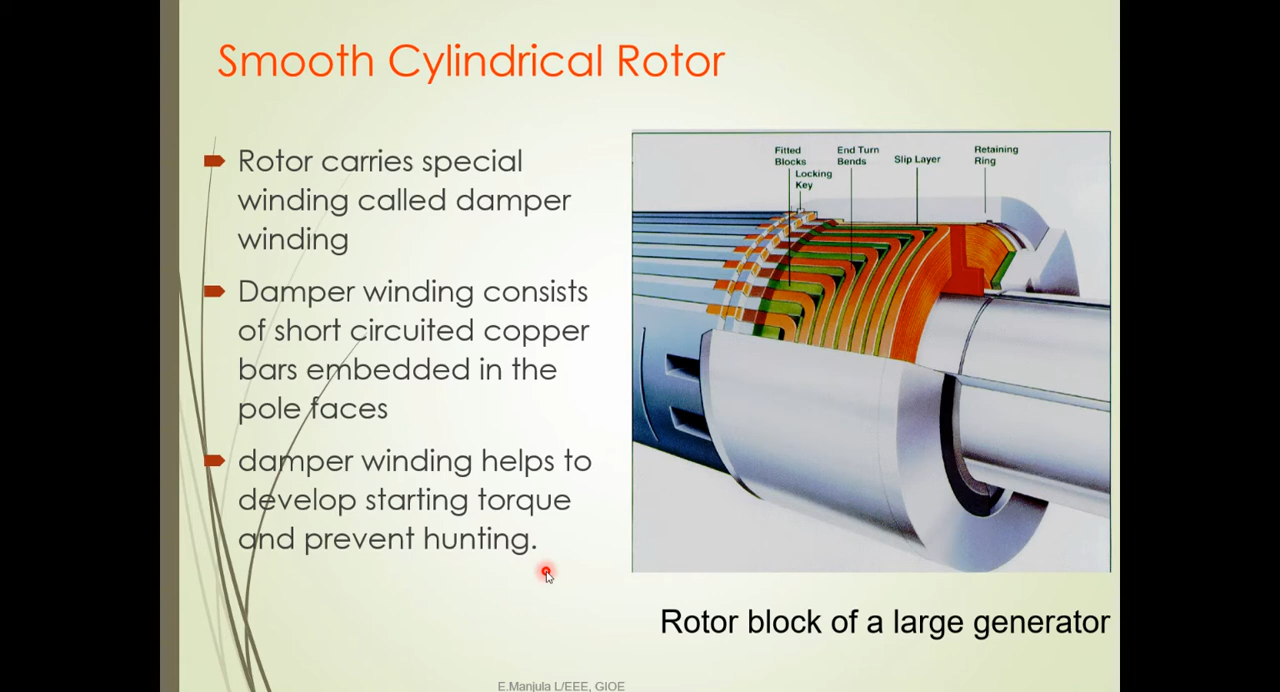 Smooth Cylindrical Rotor
Rotor carries special
winding called damper
winding
Damper winding consists
of short circuited copper
bars embedded in the
pole faces
damper winding helps to
develop starting torque
and prevent hunting.
Fitted
Blocks
Locking
Key
End Turn
Bends
Slip Layer
Retaining
Ring
Rotor block of a large generator
E.Manjula L/EEE, GIOE